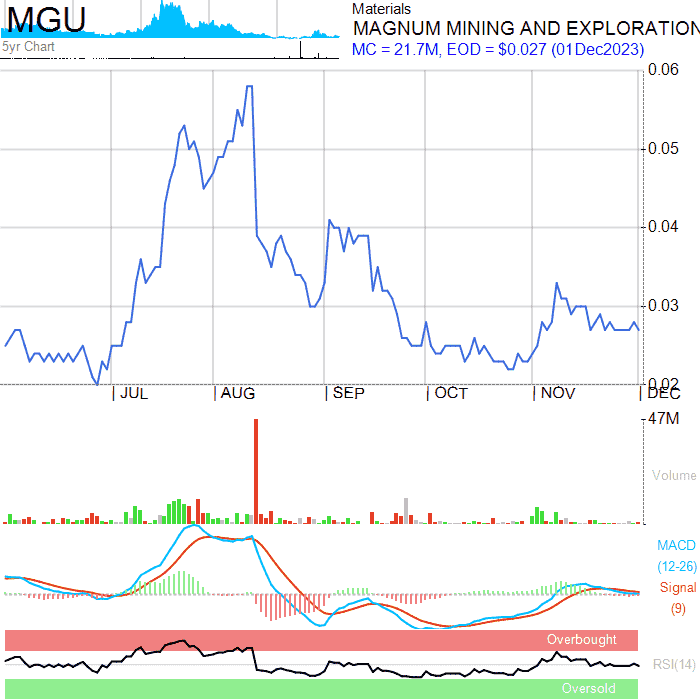 MGU
5yr Chart
Materials
MAGNUM MINING AND EXPLORATION
MC = 21.7M, EOD = $0.027 (01Dec2023)
0.06
0.05
0.04
0.03
0.02
JUL
AUG
SEP
OCT
NOV
DEC
47M
Volume
MACD
(12-26)
Signal
(9)
Overbought
RSI(14)
Oversold